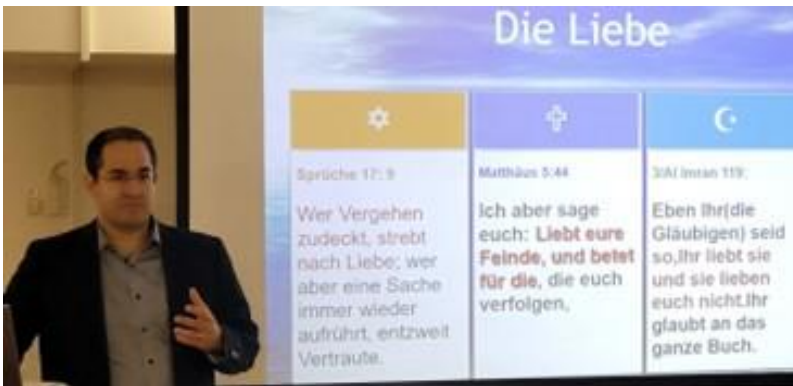 Die Liebe
Sprüche 17: 9
Wer Vergehen
zudeckt, strebt
nach Liebe; wer
aber eine Sache
immer wieder
aufrührt, entzweit
Vertraute.
Matthäus 5:44
Ich aber sage
euch: Liebt eure
Feinde, und betet
für die, die euch
verfolgen,
3/Al Imran 119:
Eben Ihr(die
Gläubigen) seid
so,Ihr liebt sie
und sie lieben
euch nicht.Ihr
glaubt an das
ganze Buch.